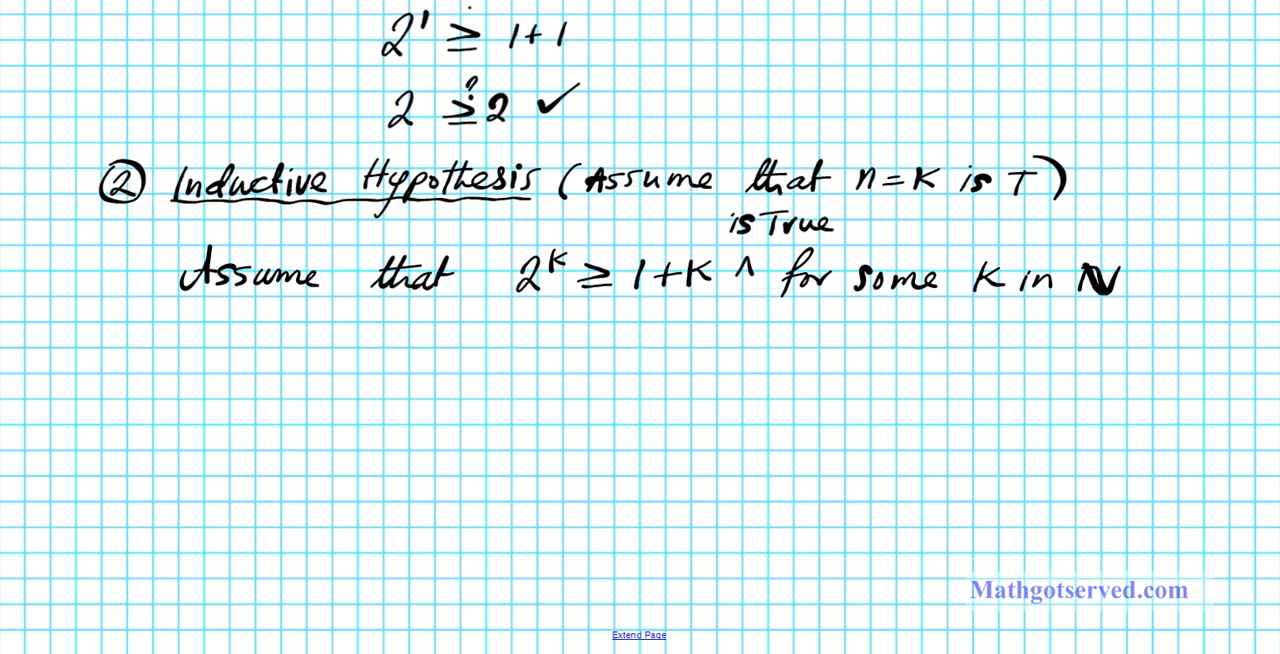 2¹ ≥ 1+1
2 ≥? 2 ✓
② Inductive Hypothesis (Assume that n=K is T)
is True
Assume that 2ᴷ ≥ 1+K ^ for some K in ℕ
Mathgotserved.com
Extend Page